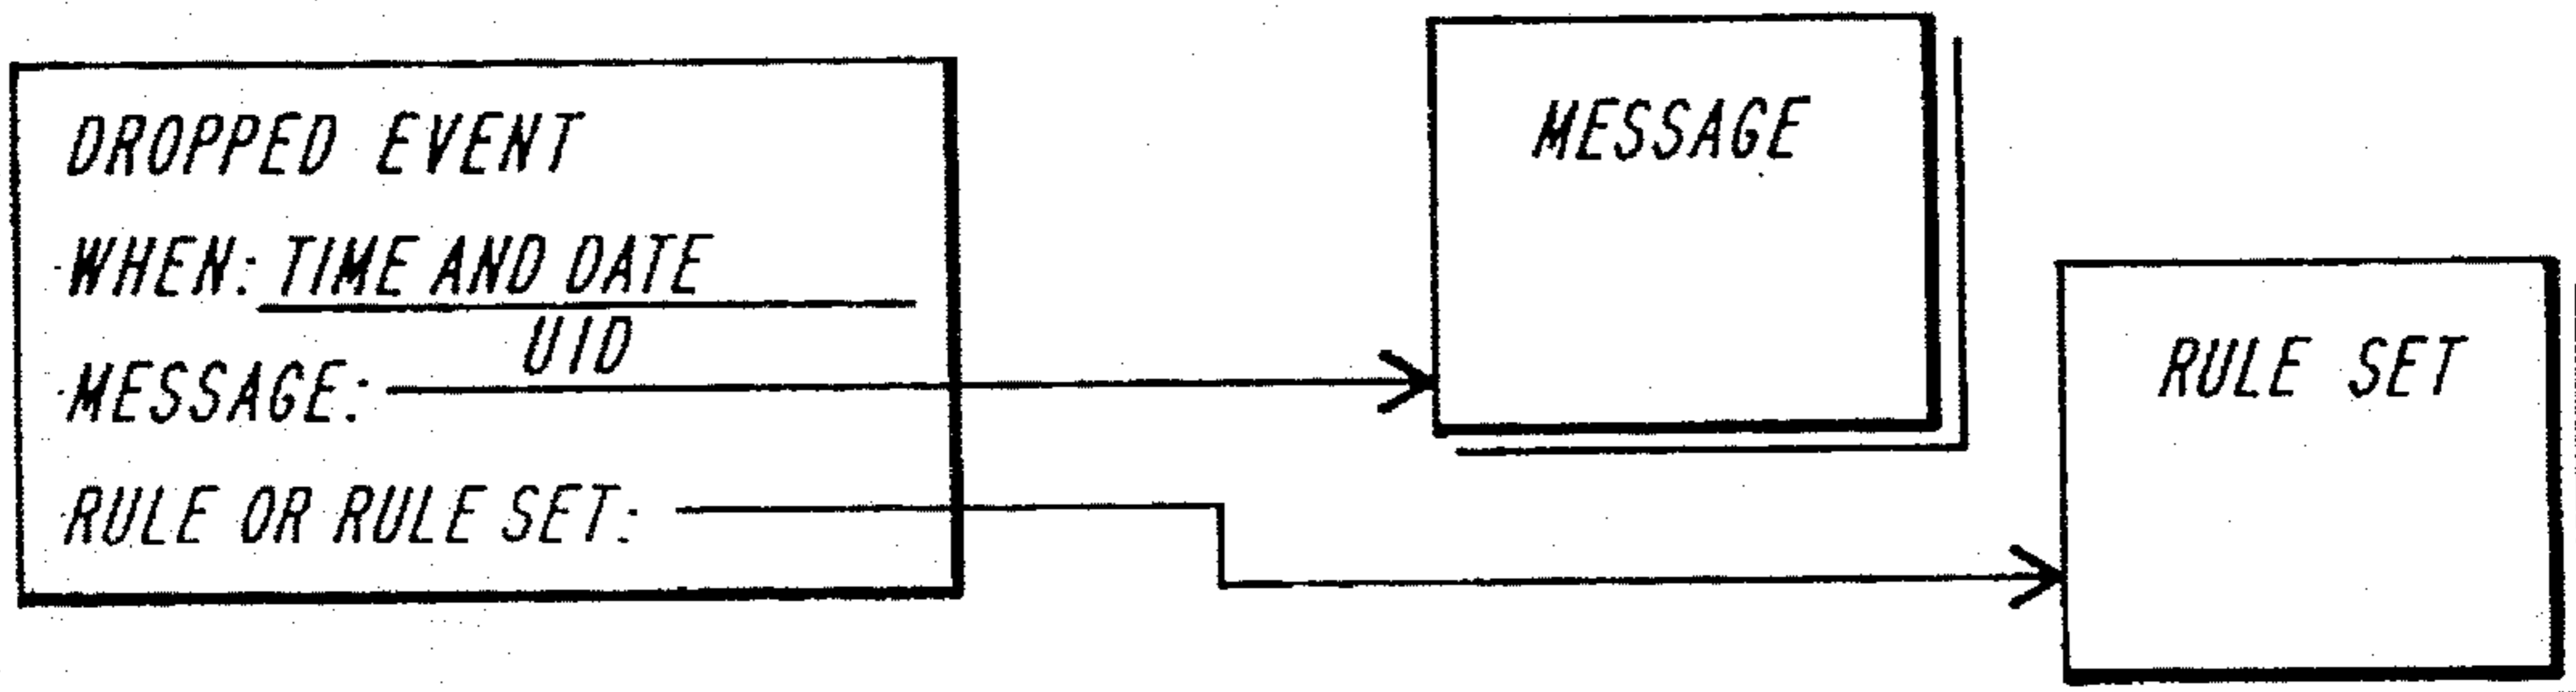 DROPPED EVENT
WHEN: TIME AND DATE
UID
MESSAGE:
RULE OR RULE SET:
MESSAGE
RULE SET